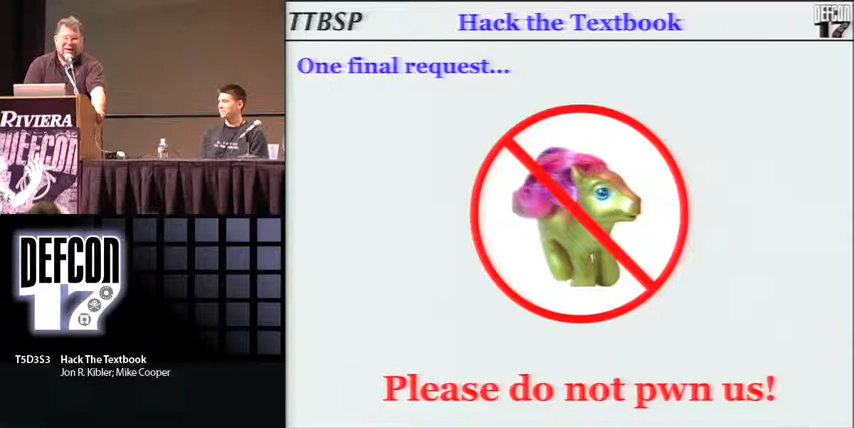 TTBSP
Hack the Textbook
DEFCON
17
One final request...
Please do not pwn us!
RIVIERA
DEFCON
DEFCON
17
T5D3S3 Hack The Textbook
Jon R. Kibler; Mike Cooper